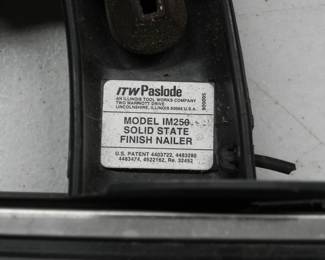 ITW Paslode
AN ILLINOIS TOOL WORKS COMPANY
TWO MARRIOTT DRIVE
LINCOLNSHIRE, ILLINOIS 60069 U.S.A.
MODEL IM250
SOLID STATE
FINISH NAILER
U.S. PATENT 4403722, 4483280
4483474, 4522162, Re. 32452